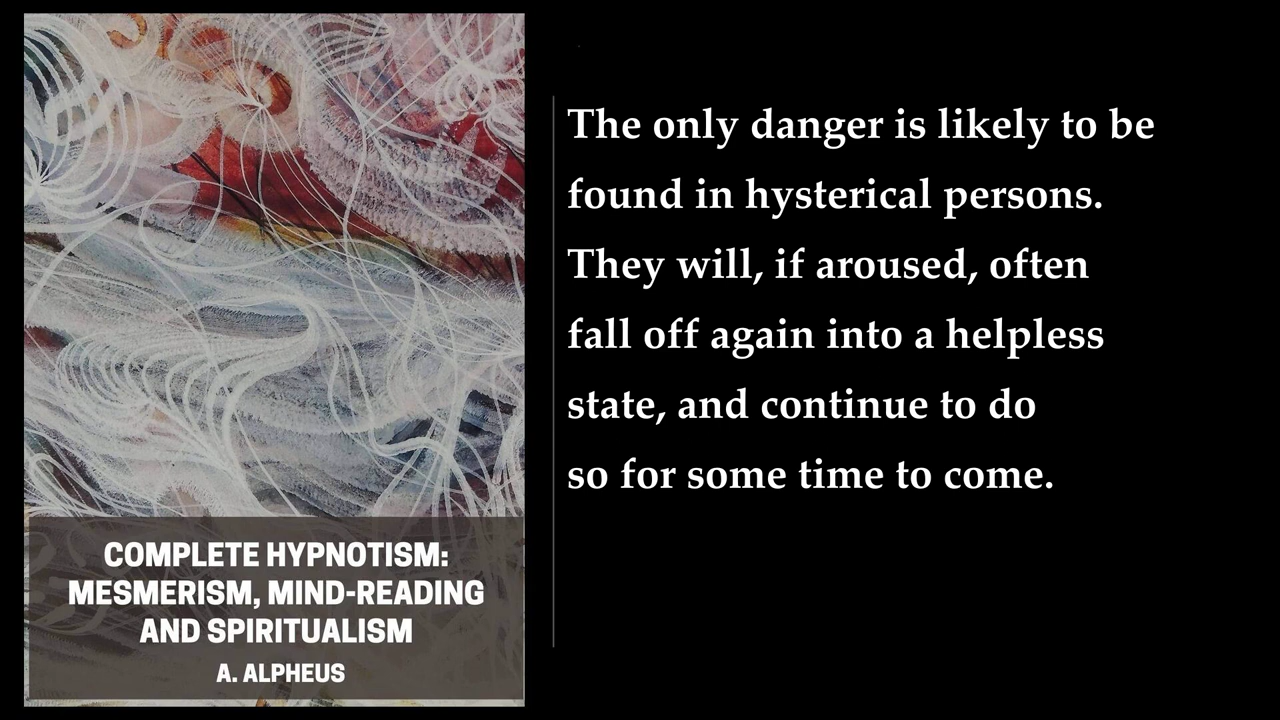 The only danger is likely to be
found in hysterical persons.
They will, if aroused, often
fall off again into a helpless
state, and continue to do
so for some time to come.
COMPLETE HYPNOTISM:
MESMERISM, MIND-READING
AND SPIRITUALISM
A. ALPHEUS